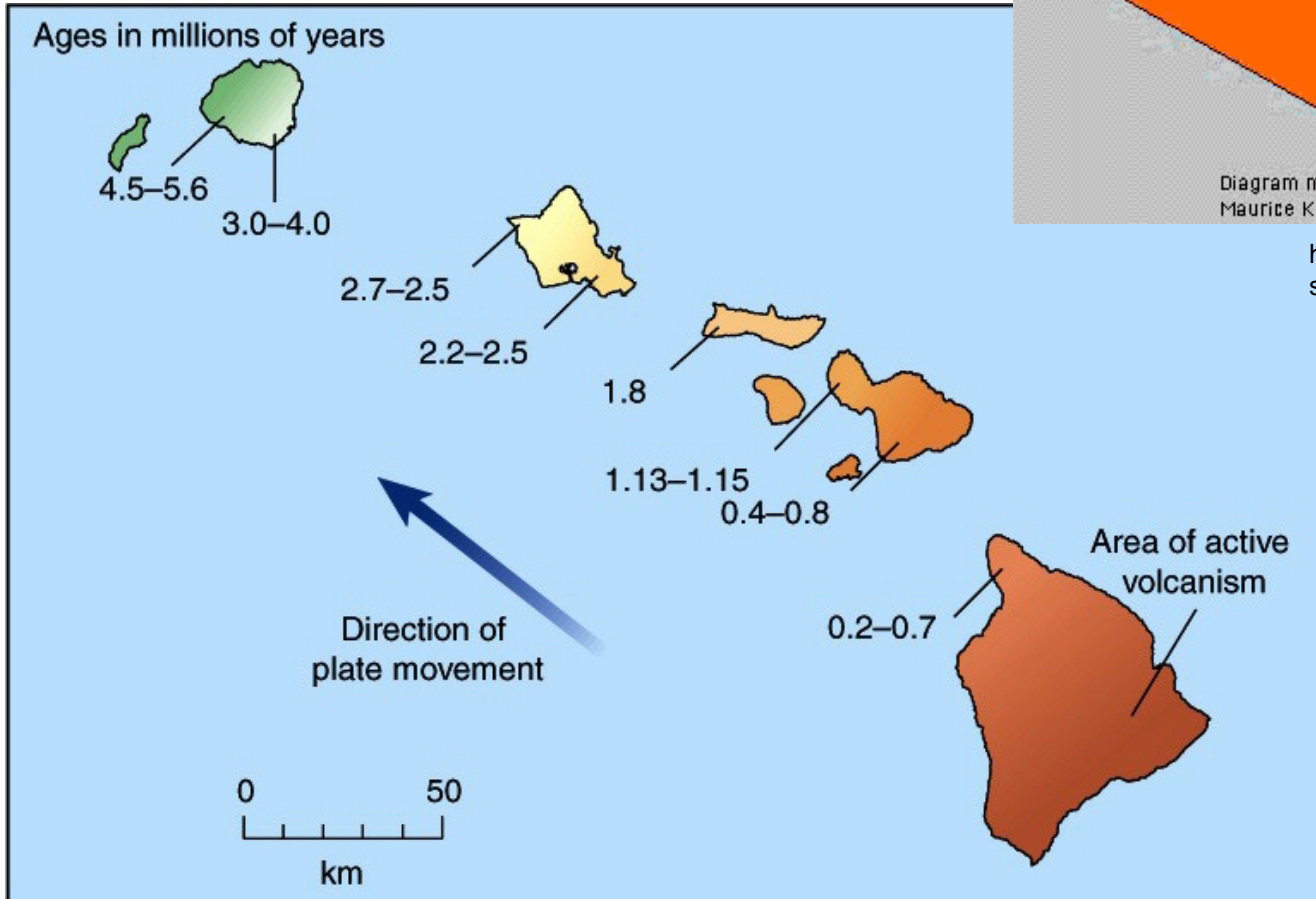 Ages in millions of years
4.5–5.6
3.0–4.0
2.7–2.5
2.2–2.5
1.8
1.13–1.15
0.4–0.8
0.2–0.7
Area of active
volcanism
Direction of
plate movement
0 50
km
Diagram
Maurice K